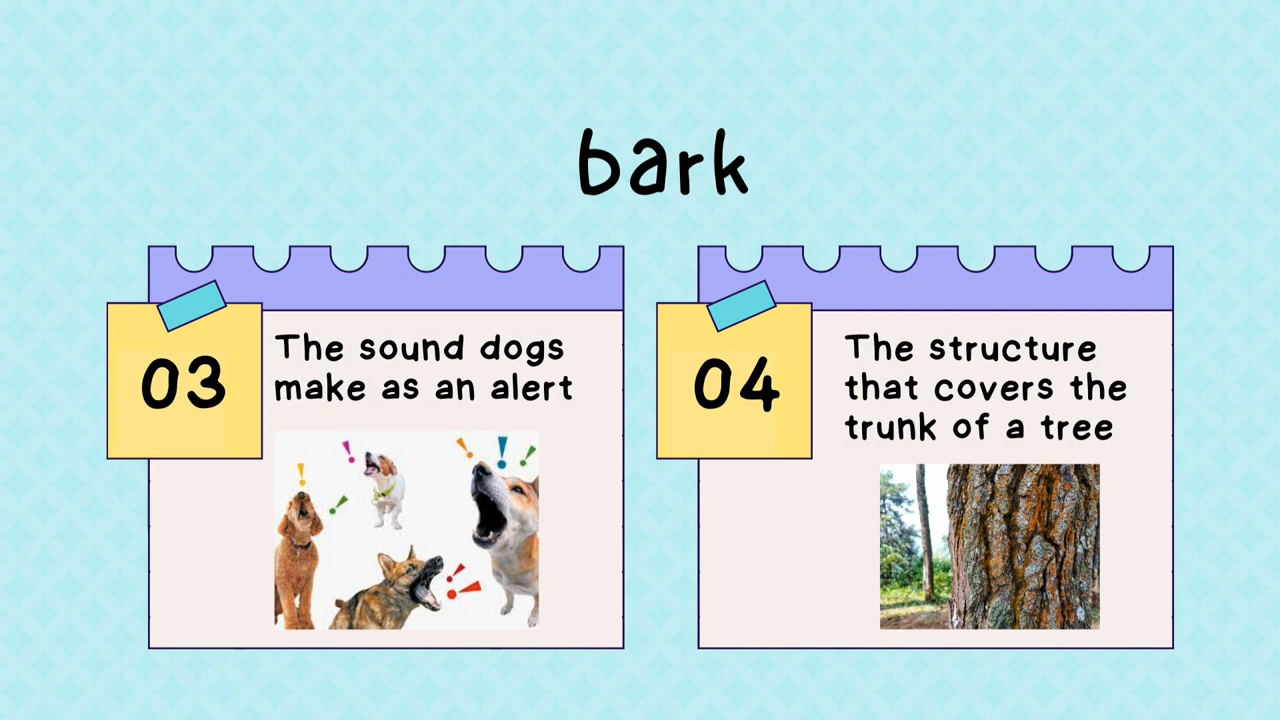 bark
03
The sound dogs
make as an alert
04
The structure
that covers the
trunk of a tree